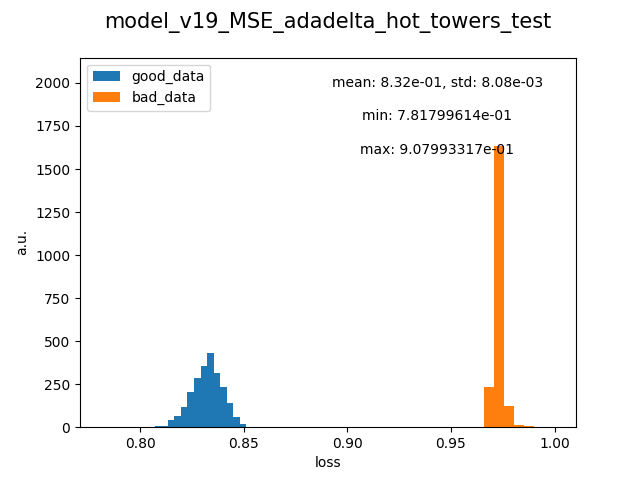 model_v19_MSE_adadelta_hot_towers_test
good_data
bad_data
mean: 8.32e-01, std: 8.08e-03
min: 7.81799614e-01
max: 9.07993317e-01
2000
1750
1500
1250
1000
750
500
250
0
a.u.
0.80
0.85
0.90
0.95
1.00
loss